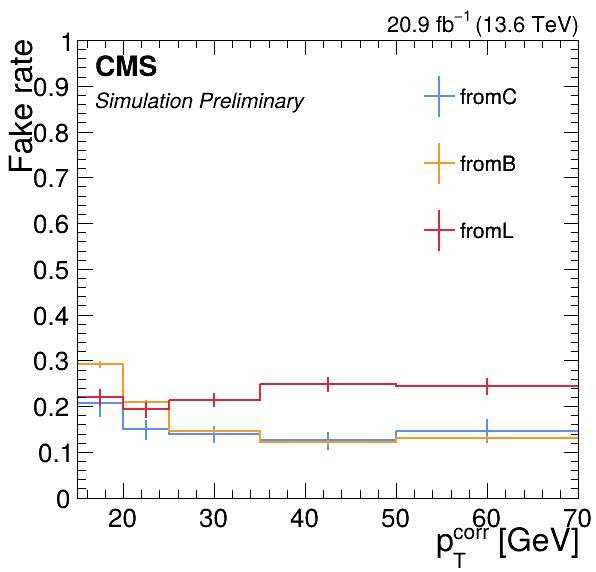 20.9 fb⁻¹ (13.6 TeV)
CMS
Simulation Preliminary
Fake rate
fromC
fromB
fromL
1
0.9
0.8
0.7
0.6
0.5
0.4
0.3
0.2
0.1
0
20 30 40 50 60 70
p_T^corr [GeV]